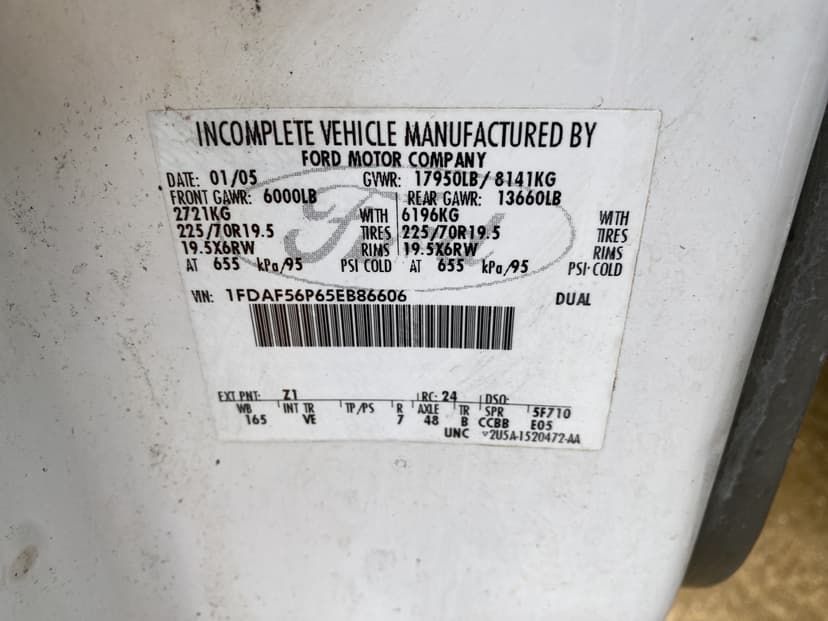 INCOMPLETE VEHICLE MANUFACTURED BY
FORD MOTOR COMPANY
DATE: 01/05 GVWR: 17950LB/ 8141KG
FRONT GAWR: 6000LB REAR GAWR: 13660LB
2721KG WITH 6196KG WITH
225/70R19.5 TIRES 225/70R19.5 TIRES
19.5X6RW RIMS 19.5X6RW RIMS
AT 655 kPa/95 PSI COLD AT 655 kPa/95 PSI COLD
VIN: 1FDAF56P65EB86606 DUAL
EXT PNT: Z1 RC: 24 DSO:
WB INT TR TP/PS R AXLE TR SPR 5F710
165 VE 7 48 B CCBB E05
UNC 2U5A-1520472-AA
Ford